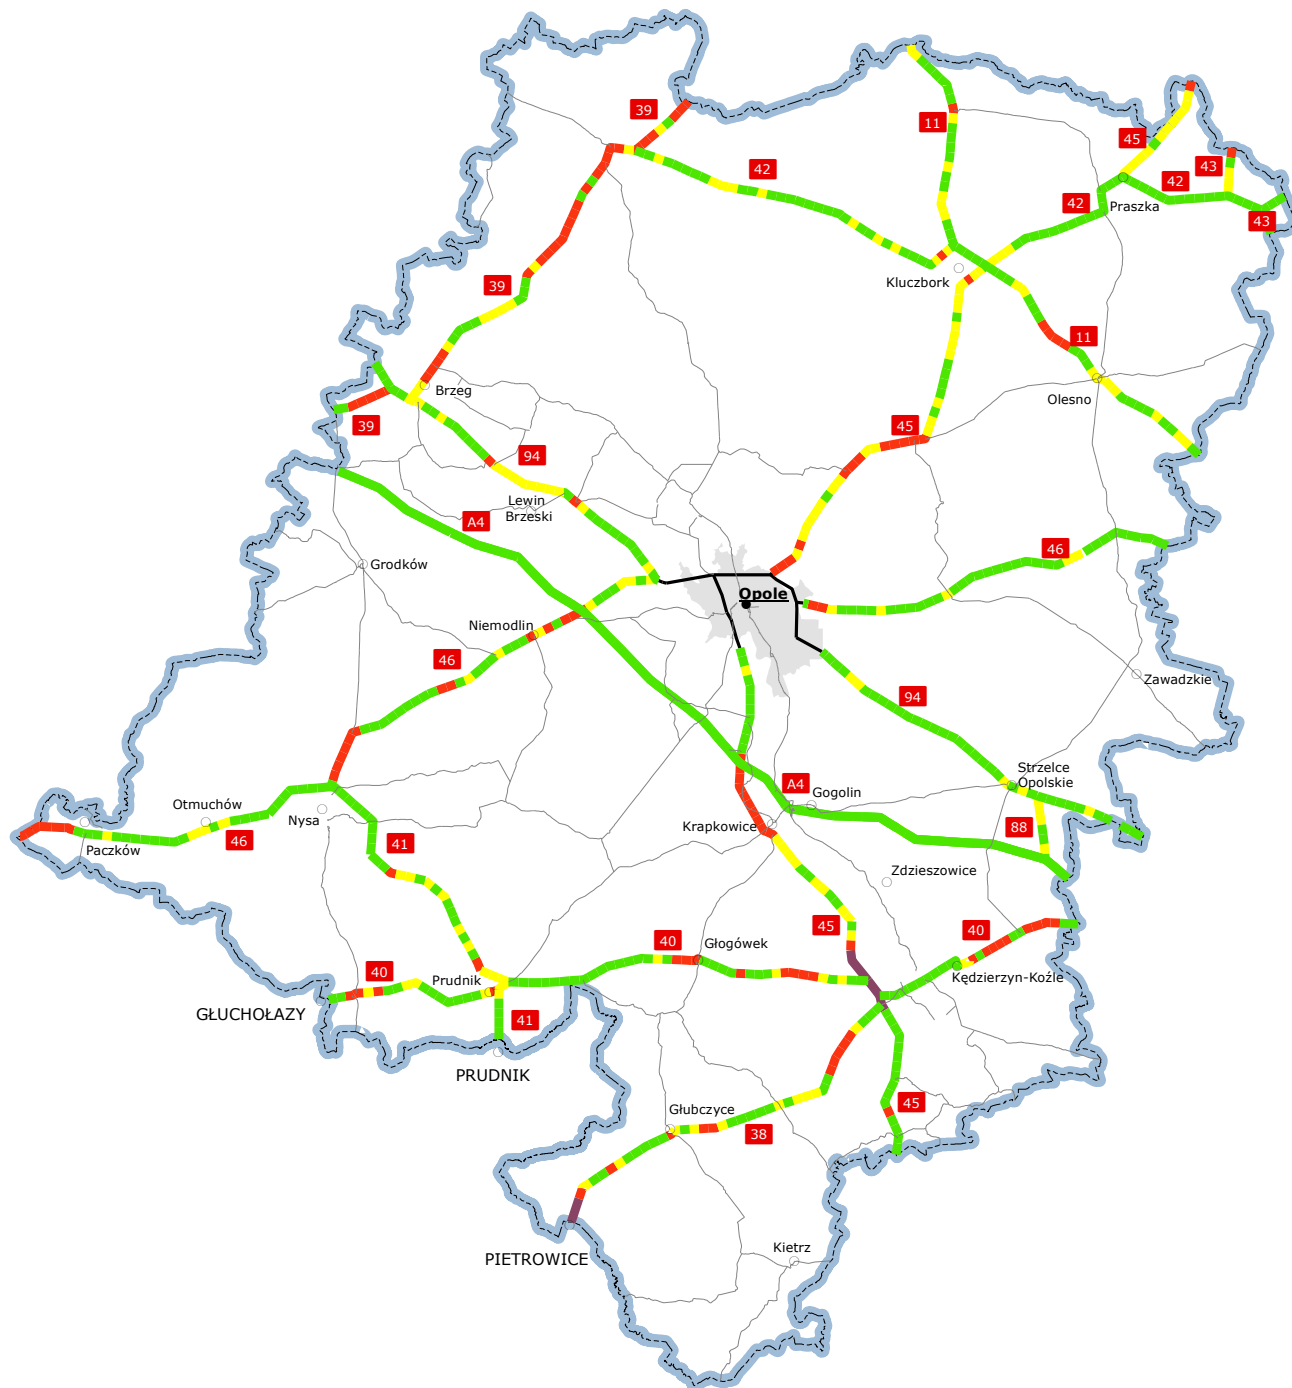 39
11
45
43
42
42
42
Praszka
43
Kluczbork
39
11
Brzeg
Olesno
39
45
94
Lewin
Brzeski
A4
46
Grodków
Opole
Niemodlin
46
Zawadzkie
94
Strzelce
Opolskie
A4
Gogolin
Otmuchów
Nysa
Krapkowice
88
46
Paczków
41
Zdzieszowice
45
40
40
Głogówek
40
Prudnik
Kędzierzyn-Koźle
GŁUCHOŁAZY
41
PRUDNIK
45
Głubczyce
38
Kietrz
PIETROWICE